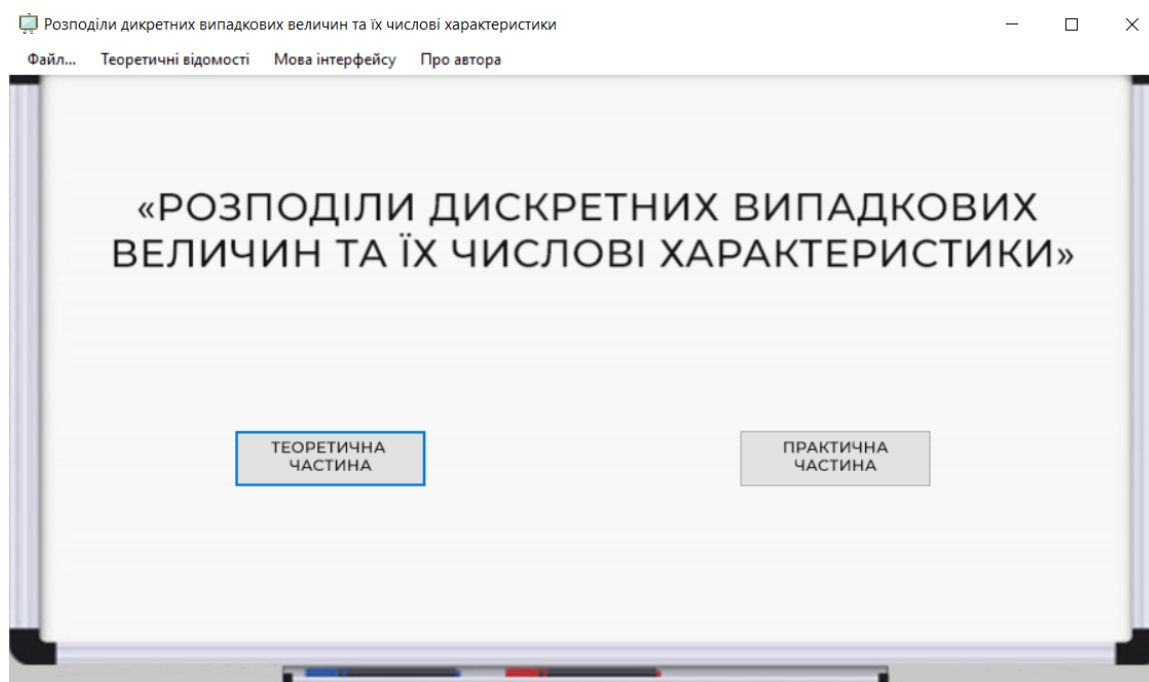 Розподіли дикретних випадкових величин та їх числові характеристики
Файл... Теоретичні відомості Мова інтерфейсу Про автора
«РОЗПОДІЛИ ДИСКРЕТНИХ ВИПАДКОВИХ
ВЕЛИЧИН ТА ЇХ ЧИСЛОВІ ХАРАКТЕРИСТИКИ»
ТЕОРЕТИЧНА
ЧАСТИНА
ПРАКТИЧНА
ЧАСТИНА